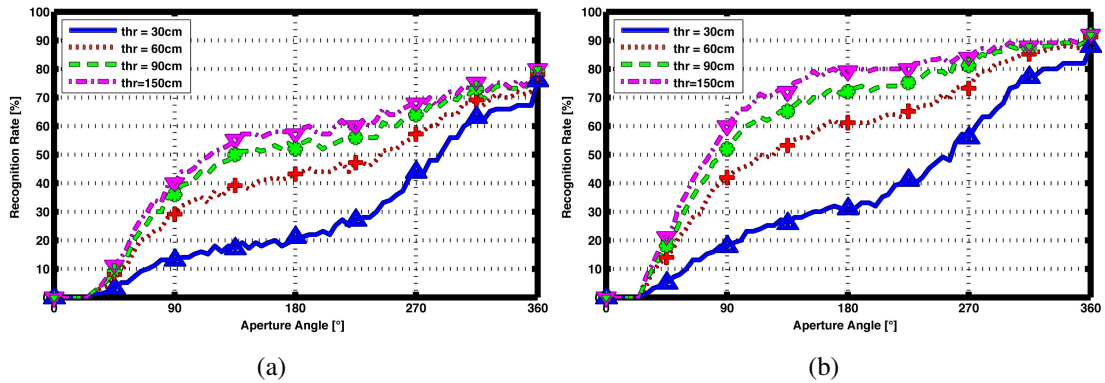 100
90
80
70
60
50
40
30
20
10
0
Recognition Rate [%]
thr = 30cm
thr = 60cm
thr = 90cm
thr=150cm
0
90
180
270
360
Aperture Angle [°]
(a)
100
90
80
70
60
50
40
30
20
10
0
Recognition Rate [%]
thr = 30cm
thr = 60cm
thr = 90cm
thr=150cm
0
90
180
270
360
Aperture Angle [°]
(b)